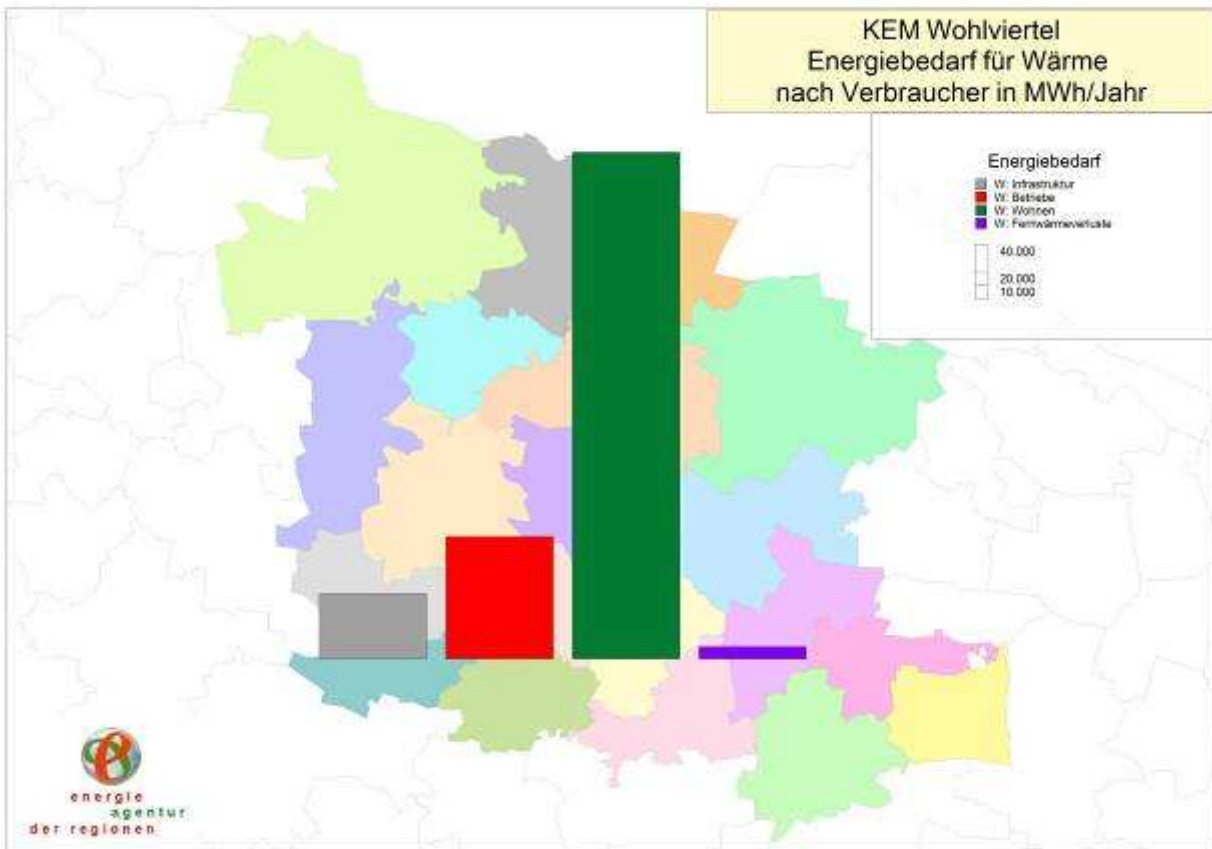 KEM Wohlviertel
Energiebedarf für Wärme
nach Verbraucher in MWh/Jahr
Energiebedarf
W: Infrastruktur
W: Betriebe
W: Wohnen
W: Fernwärmeverluste
40.000
20.000
10.000
energie
agentur
der regionen